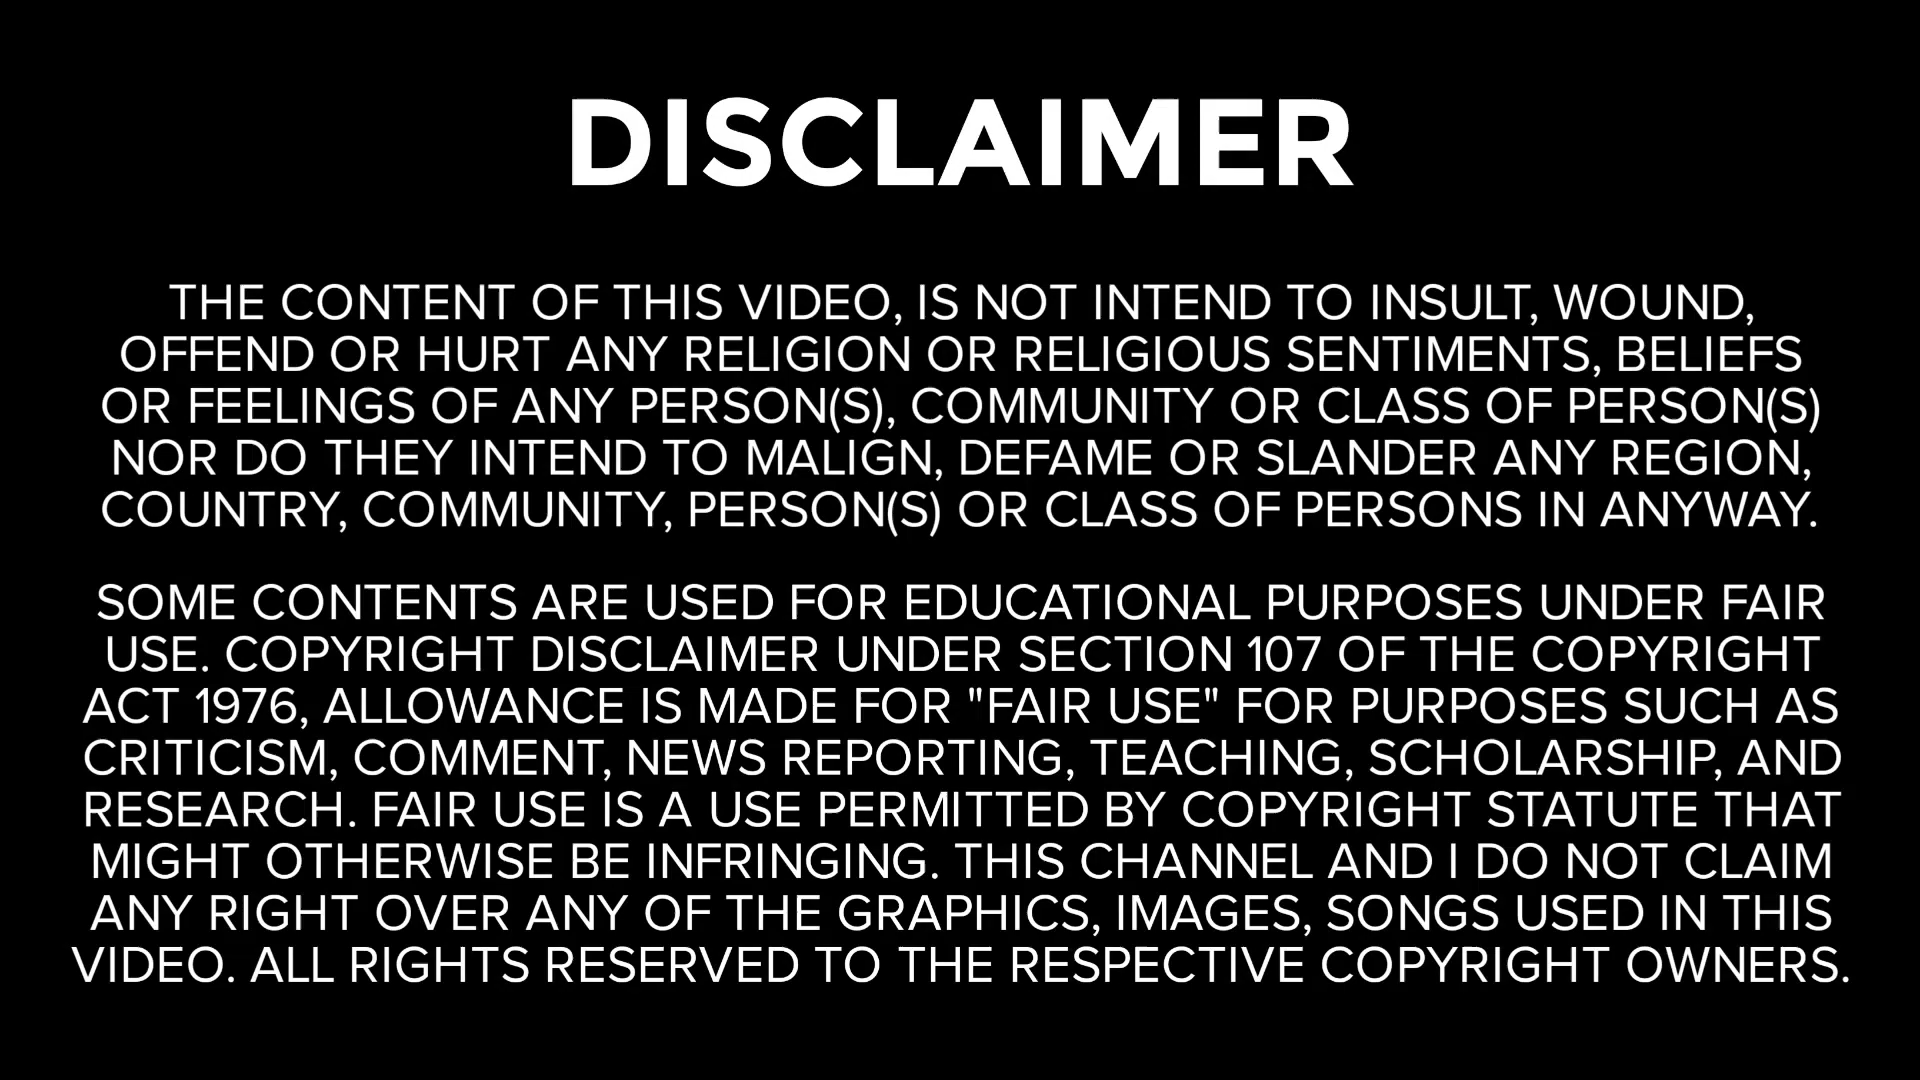 DISCLAIMER
THE CONTENT OF THIS VIDEO, IS NOT INTEND TO INSULT, WOUND,
OFFEND OR HURT ANY RELIGION OR RELIGIOUS SENTIMENTS, BELIEFS
OR FEELINGS OF ANY PERSON(S), COMMUNITY OR CLASS OF PERSON(S)
NOR DO THEY INTEND TO MALIGN, DEFAME OR SLANDER ANY REGION,
COUNTRY, COMMUNITY, PERSON(S) OR CLASS OF PERSONS IN ANYWAY.
SOME CONTENTS ARE USED FOR EDUCATIONAL PURPOSES UNDER FAIR
USE. COPYRIGHT DISCLAIMER UNDER SECTION 107 OF THE COPYRIGHT
ACT 1976, ALLOWANCE IS MADE FOR "FAIR USE" FOR PURPOSES SUCH AS
CRITICISM, COMMENT, NEWS REPORTING, TEACHING, SCHOLARSHIP, AND
RESEARCH. FAIR USE IS A USE PERMITTED BY COPYRIGHT STATUTE THAT
MIGHT OTHERWISE BE INFRINGING. THIS CHANNEL AND I DO NOT CLAIM
ANY RIGHT OVER ANY OF THE GRAPHICS, IMAGES, SONGS USED IN THIS
VIDEO. ALL RIGHTS RESERVED TO THE RESPECTIVE COPYRIGHT OWNERS.